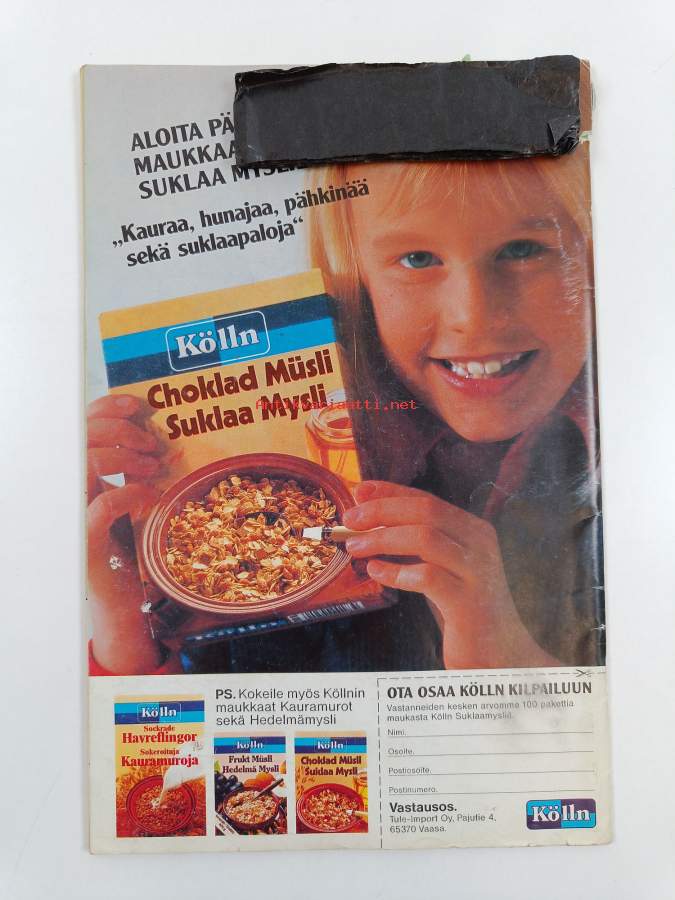 ALOITA
MAUKKAA
SUKLAA
„Kauraa, hunajaa, pähkinää
sekä suklaapaloja“
Kölln
Choklad Müsli
Suklaa Mysli
Antikvariaatti.net
Kölln
PS. Kokeile myös Köllnin
maukkaat Kauramurot
sekä Hedelmämysli
Kölln
Sockrade
Havreflingor
Sokeroituja
Kauramuroja
Kölln
Frukt Müsli
Hedelmä Mysli
Kölln
Choklad Müsli
Suklaa Mysli
OTA OSAA KÖLLN KILPAILUUN
Vastanneiden kesken arvomme 100 pakettia
maukasta Kölln Suklaamysliä.
Nimi.
Osoite.
Postiosoite.
Postinumero.
Vastausos.
Tule-Import Oy, Pajutie 4,
65370 Vaasa.
Kölln